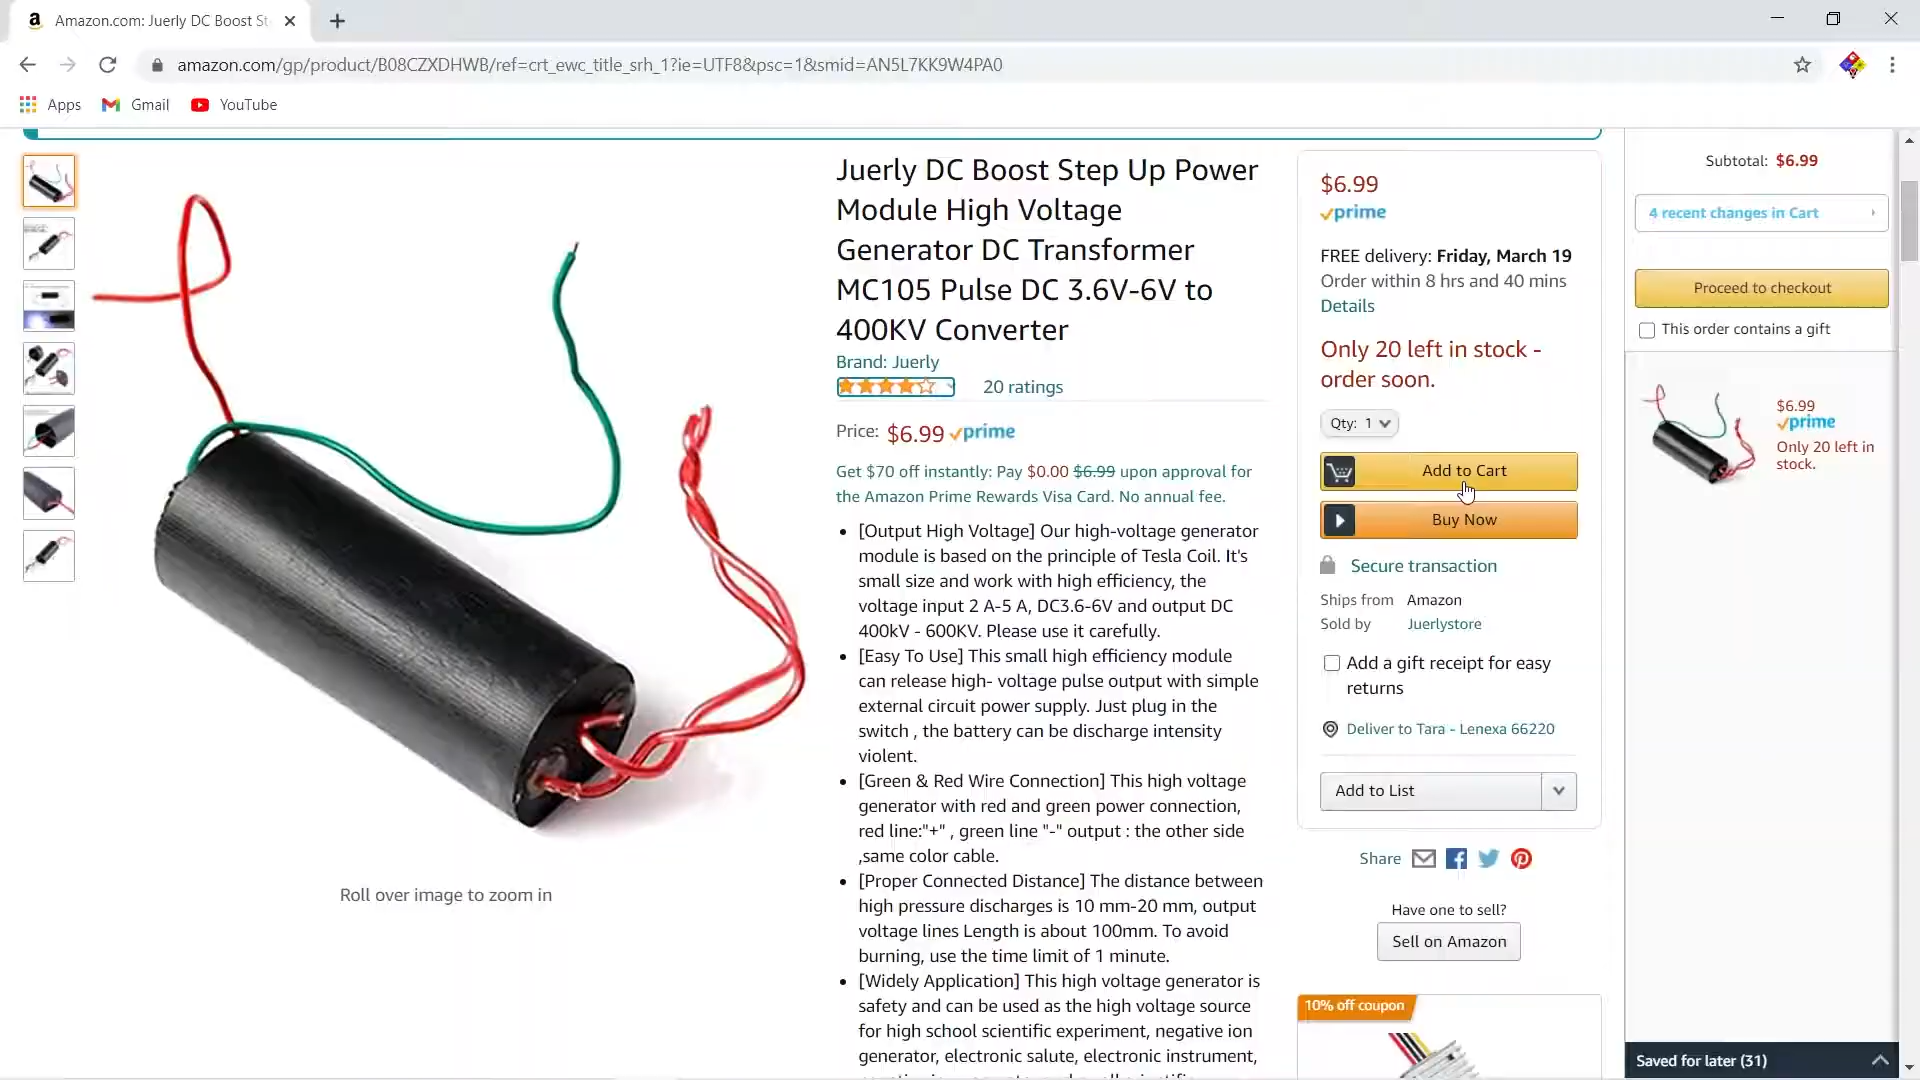 Amazon.com: Juerly DC Boost St
amazon.com/gp/product/B08CZXDHWB/ref=crt_ewc_title_srh_1?ie=UTF8&psc=1&smid=AN5L7KK9W4PA0
Apps
Gmail
YouTube
Juerly DC Boost Step Up Power
Module High Voltage
Generator DC Transformer
MC105 Pulse DC 3.6V-6V to
400KV Converter
Brand: Juerly
20 ratings
Price: $6.99 prime
Get $70 off instantly: Pay $0.00 $6.99 upon approval for
the Amazon Prime Rewards Visa Card. No annual fee.
[Output High Voltage] Our high-voltage generator
module is based on the principle of Tesla Coil. It's
small size and work with high efficiency, the
voltage input 2 A-5 A, DC3.6-6V and output DC
400kV - 600KV. Please use it carefully.
[Easy To Use] This small high efficiency module
can release high- voltage pulse output with simple
external circuit power supply. Just plug in the
switch , the battery can be discharge intensity
violent.
[Green & Red Wire Connection] This high voltage
generator with red and green power connection,
red line:"+" , green line "-" output : the other side
,same color cable.
[Proper Connected Distance] The distance between
high pressure discharges is 10 mm-20 mm, output
voltage lines Length is about 100mm. To avoid
burning, use the time limit of 1 minute.
[Widely Application] This high voltage generator is
safety and can be used as the high voltage source
for high school scientific experiment, negative ion
generator, electronic salute, electronic instrument,
Roll over image to zoom in
$6.99
prime
FREE delivery: Friday, March 19
Order within 8 hrs and 40 mins
Details
Only 20 left in stock -
order soon.
Qty: 1
Add to Cart
Buy Now
Secure transaction
Ships from Amazon
Sold by Juerlystore
Add a gift receipt for easy
returns
Deliver to Tara - Lenexa 66220
Add to List
Share
Have one to sell?
Sell on Amazon
10% off coupon
Subtotal: $6.99
4 recent changes in Cart
Proceed to checkout
This order contains a gift
$6.99
prime
Only 20 left in
stock.
Saved for later (31)